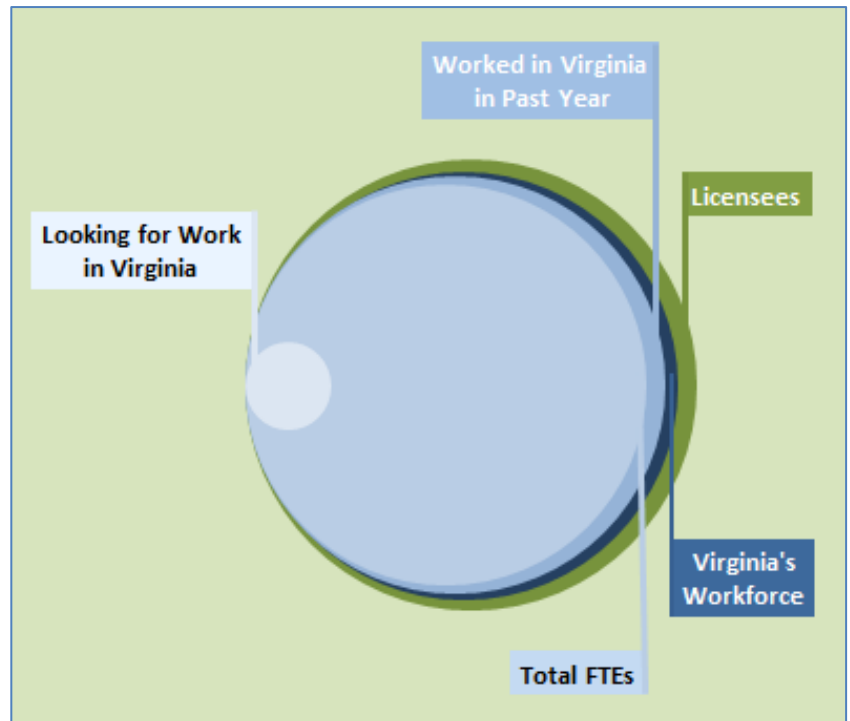 Worked in Virginia
in Past Year
Licensees
Looking for Work
in Virginia
Virginia's
Workforce
Total FTEs